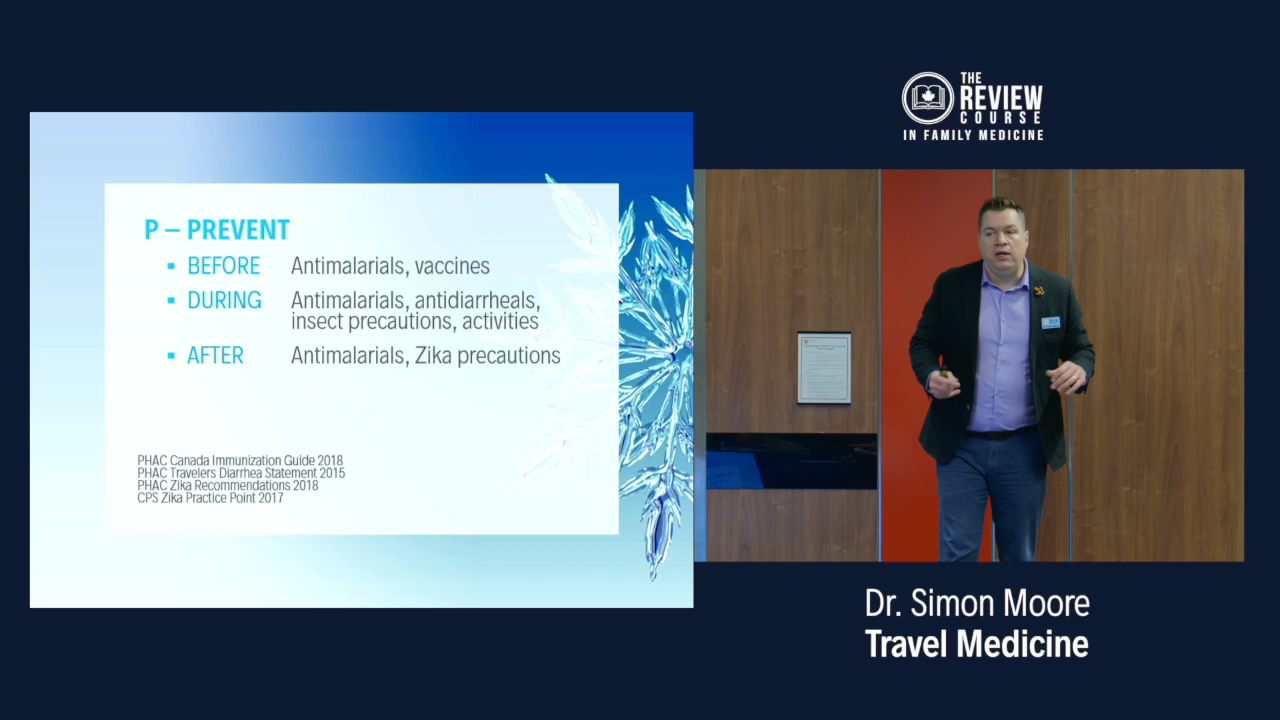 P – PREVENT
▪ BEFORE Antimalarials, vaccines
▪ DURING Antimalarials, antidiarrheals,
insect precautions, activities
▪ AFTER Antimalarials, Zika precautions
PHAC Canada Immunization Guide 2018
PHAC Travelers Diarrhea Statement 2015
PHAC Zika Recommendations 2018
CPS Zika Practice Point 2017
THE
REVIEW
COURSE
IN FAMILY MEDICINE
Dr. Simon Moore
Travel Medicine